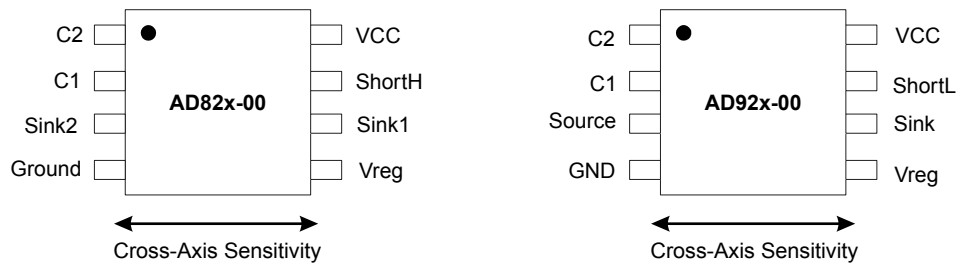 C2 VCC
C1 ShortH
AD82x-00
Sink2 Sink1
Ground Vreg
Cross-Axis Sensitivity
C2 VCC
C1 ShortL
AD92x-00
Source Sink
GND Vreg
Cross-Axis Sensitivity